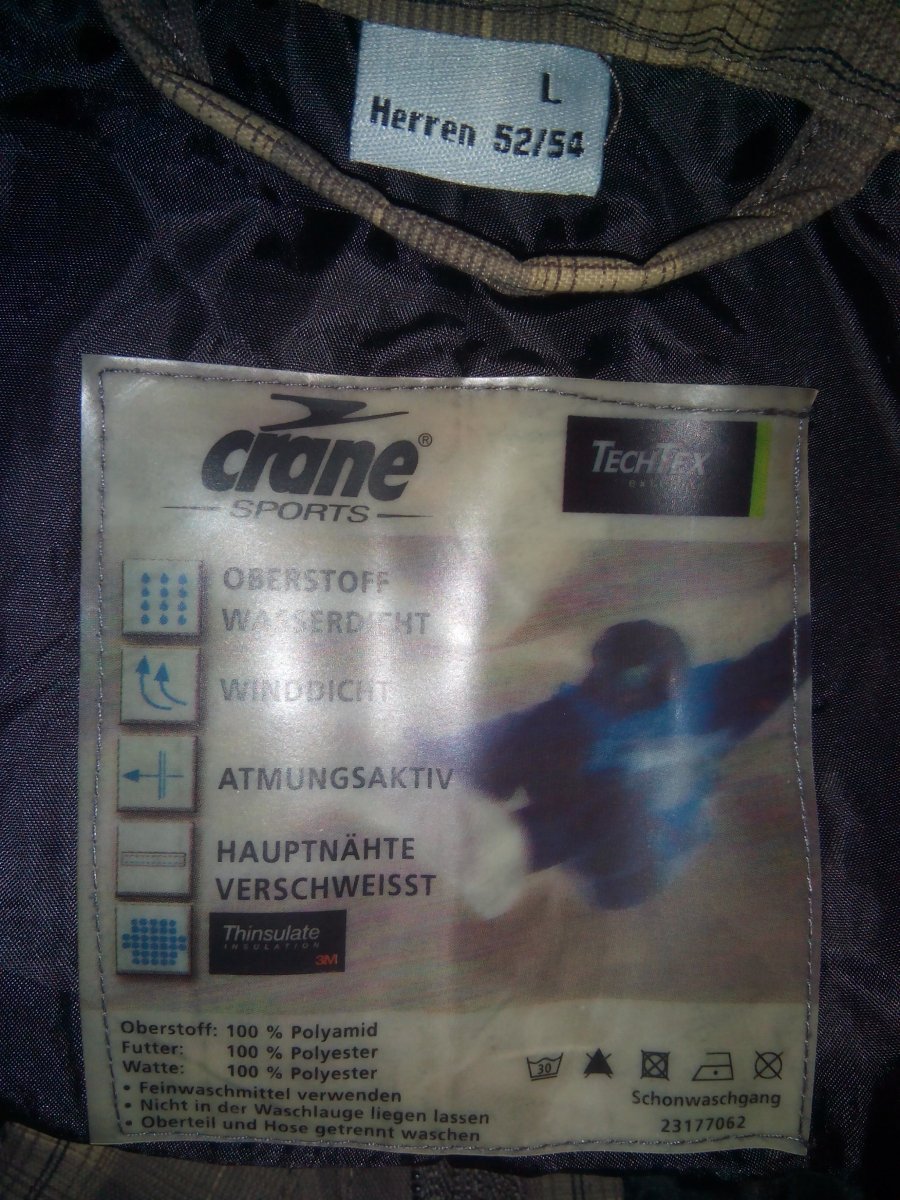 L
Herren 52/54
crane®
SPORTS
TECHTEX
OBERSTOFF
WASSERDICHT
WINDDICHT
ATMUNGSAKTIV
HAUPTNÄHTE
VERSCHWEISST
Thinsulate
INSULATION
3M
Oberstoff: 100 % Polyamid
Futter: 100 % Polyester
Watte: 100 % Polyester
• Feinwaschmittel verwenden
• Nicht in der Waschlauge liegen lassen
• Oberteil und Hose getrennt waschen
30
Schonwaschgang
23177062